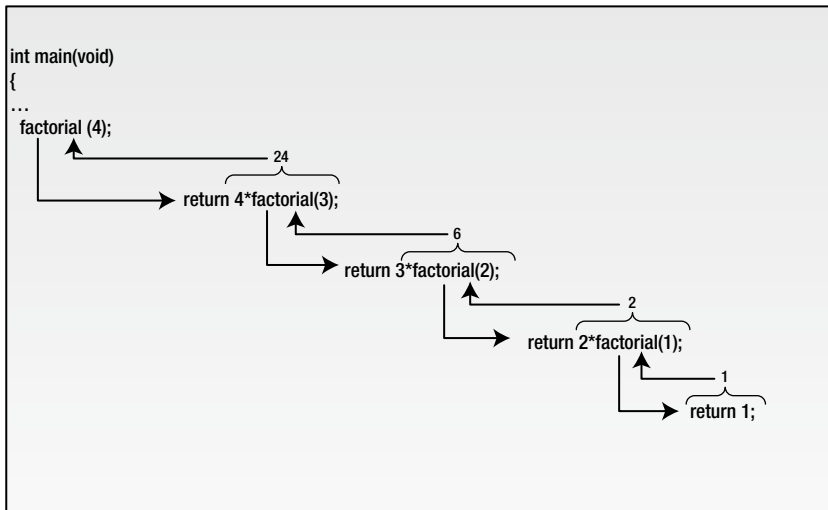 int main(void)
{
…
factorial (4);
24
return 4*factorial(3);
6
return 3*factorial(2);
2
return 2*factorial(1);
1
return 1;